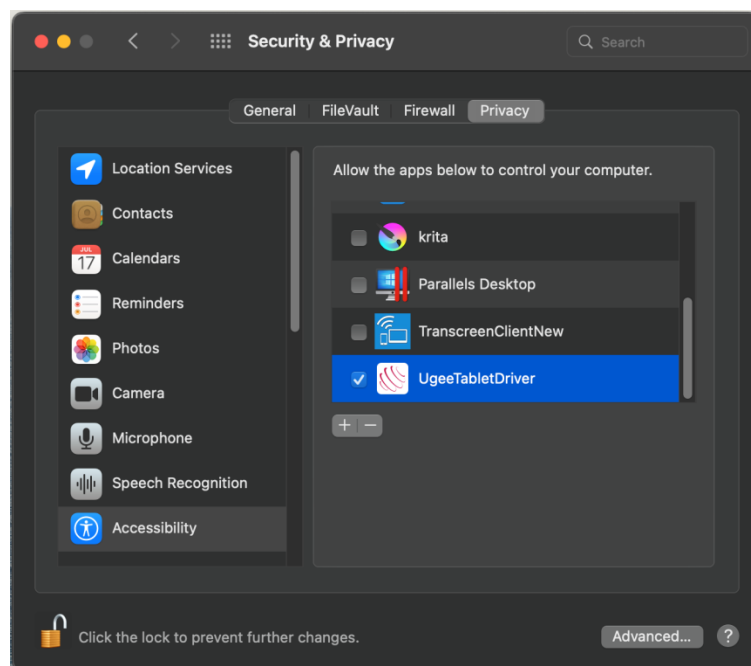 Security & Privacy
Search
General
FileVault
Firewall
Privacy
Location Services
Contacts
JUL
17
Calendars
Reminders
Photos
Camera
Microphone
Speech Recognition
Accessibility
Allow the apps below to control your computer.
krita
Parallels Desktop
TranscreenClientNew
UgeeTabletDriver
+ −
Click the lock to prevent further changes.
Advanced...
?